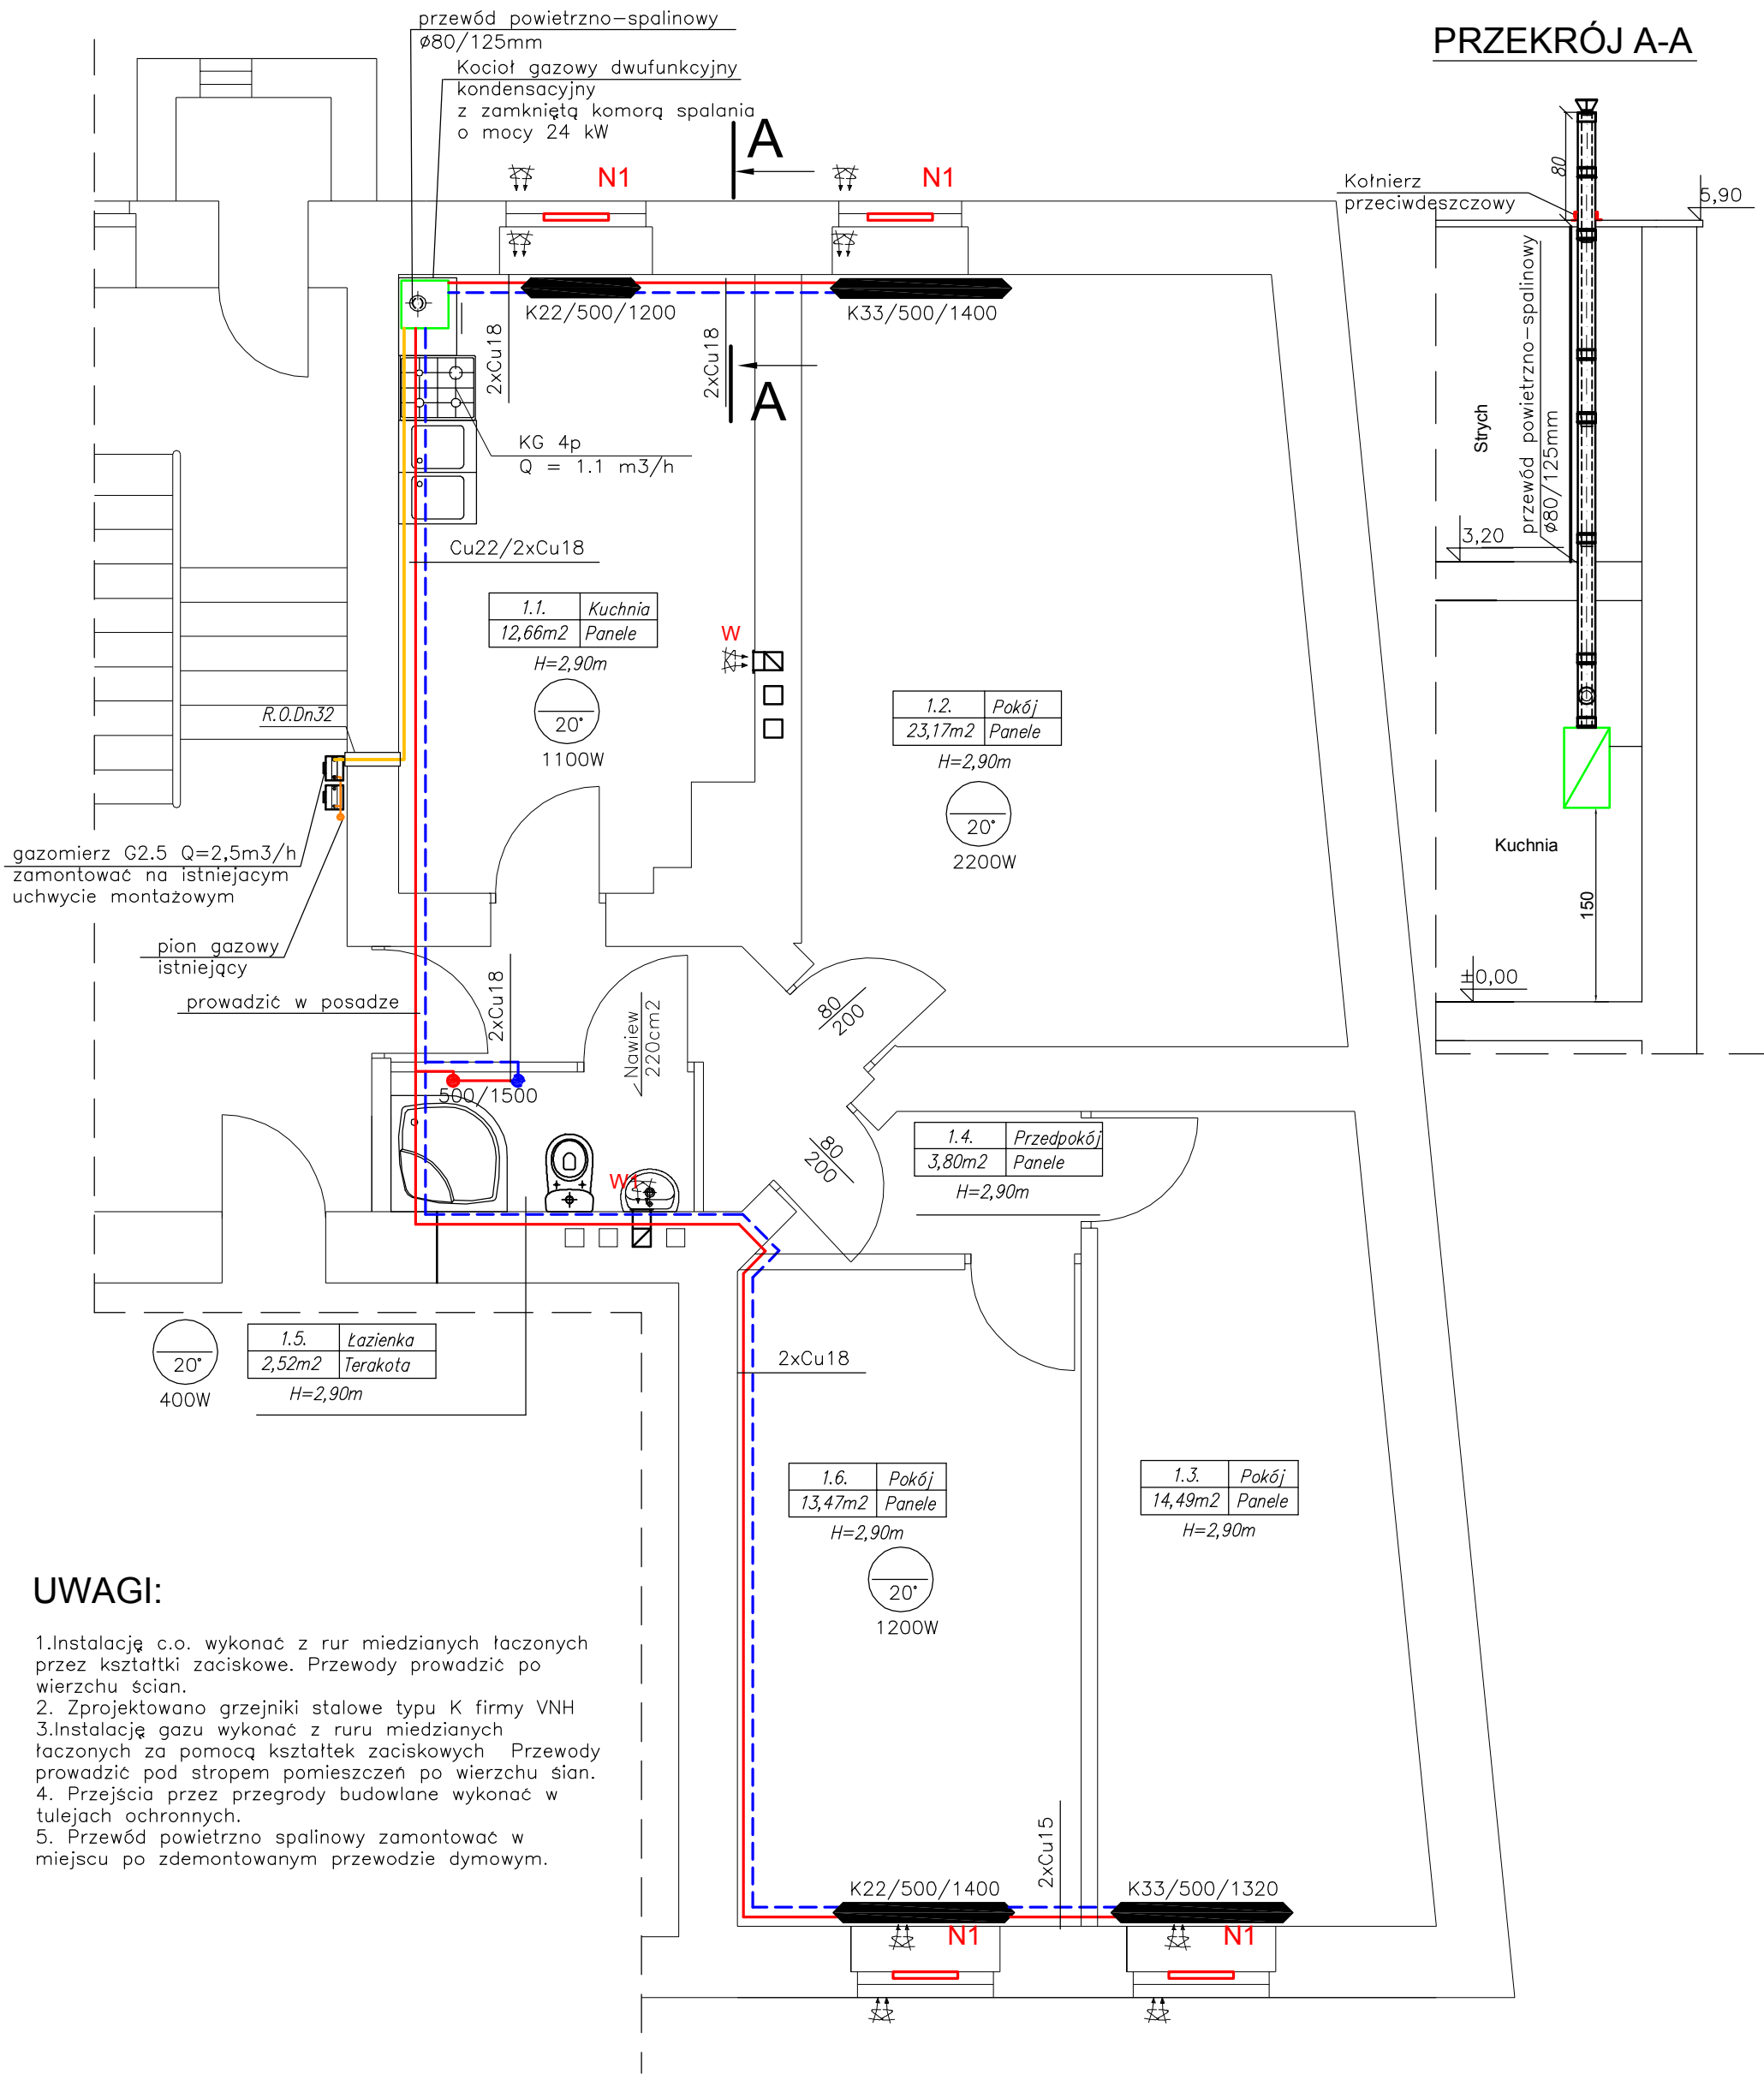 przewód powietrzno-spalinowy
ø80/125mm
Kocioł gazowy dwufunkcyjny
kondensacyjny
z zamkniętą komorą spalania
o mocy 24 kW
A
N1
N1
K22/500/1200
K33/500/1400
2xCu18
2xCu18
A
KG 4p
Q = 1.1 m3/h
Cu22/2xCu18
1.1. Kuchnia
12,66m2 Panele
H=2,90m
20°
1100W
W
R.O.Dn32
1.2. Pokój
23,17m2 Panele
H=2,90m
20°
2200W
gazomierz G2.5 Q=2,5m3/h
zamontować na istniejacym
uchwycie montażowym
pion gazowy
istniejący
prowadzić w posadze
2xCu18
Nawiew
220cm2
80
200
500/1500
80
200
W1
1.4. Przedpokój
3,80m2 Panele
H=2,90m
20°
400W
1.5. Łazienka
2,52m2 Terakota
H=2,90m
2xCu18
1.6. Pokój
13,47m2 Panele
H=2,90m
20°
1200W
1.3. Pokój
14,49m2 Panele
H=2,90m
2xCu15
K22/500/1400
K33/500/1320
N1
N1
PRZEKRÓJ A-A
80
Kołnierz
przeciwdeszczowy
5,90
przewód powietrzno-spalinowy
ø80/125mm
Strych
3,20
Kuchnia
150
±0,00
UWAGI:
1.Instalację c.o. wykonać z rur miedzianych łaczonych
przez kształtki zaciskowe. Przewody prowadzić po
wierzchu ścian.
2. Zprojektowano grzejniki stalowe typu K firmy VNH
3.Instalację gazu wykonać z ruru miedzianych
łaczonych za pomocą kształtek zaciskowych Przewody
prowadzić pod stropem pomieszczeń po wierzchu śian.
4. Przejścia przez przegrody budowlane wykonać w
tulejach ochronnych.
5. Przewód powietrzno spalinowy zamontować w
miejscu po zdemontowanym przewodzie dymowym.